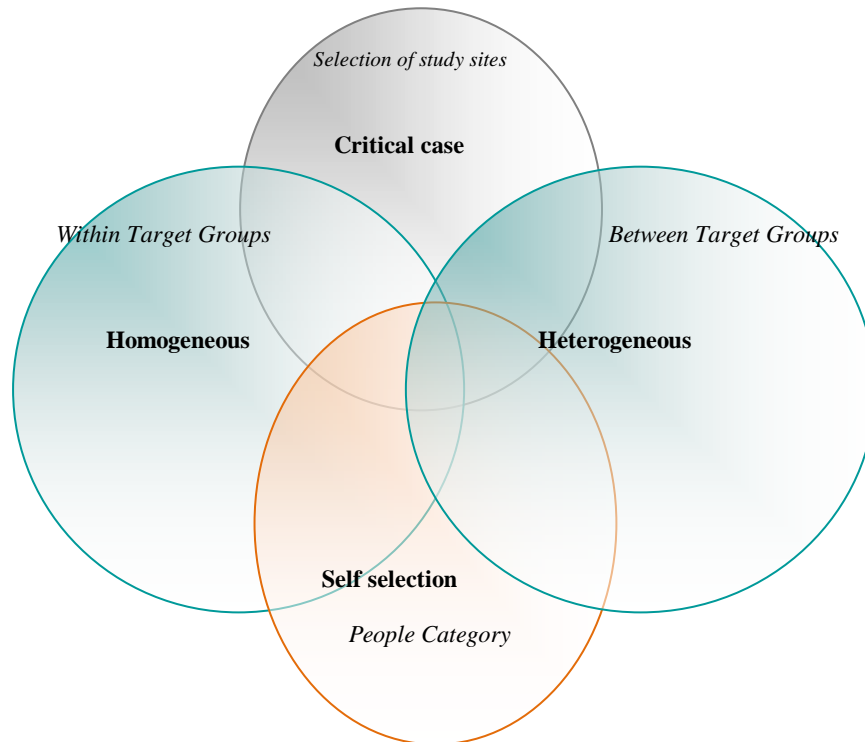 Selection of study sites
Critical case
Within Target Groups
Between Target Groups
Homogeneous
Heterogeneous
Self selection
People Category